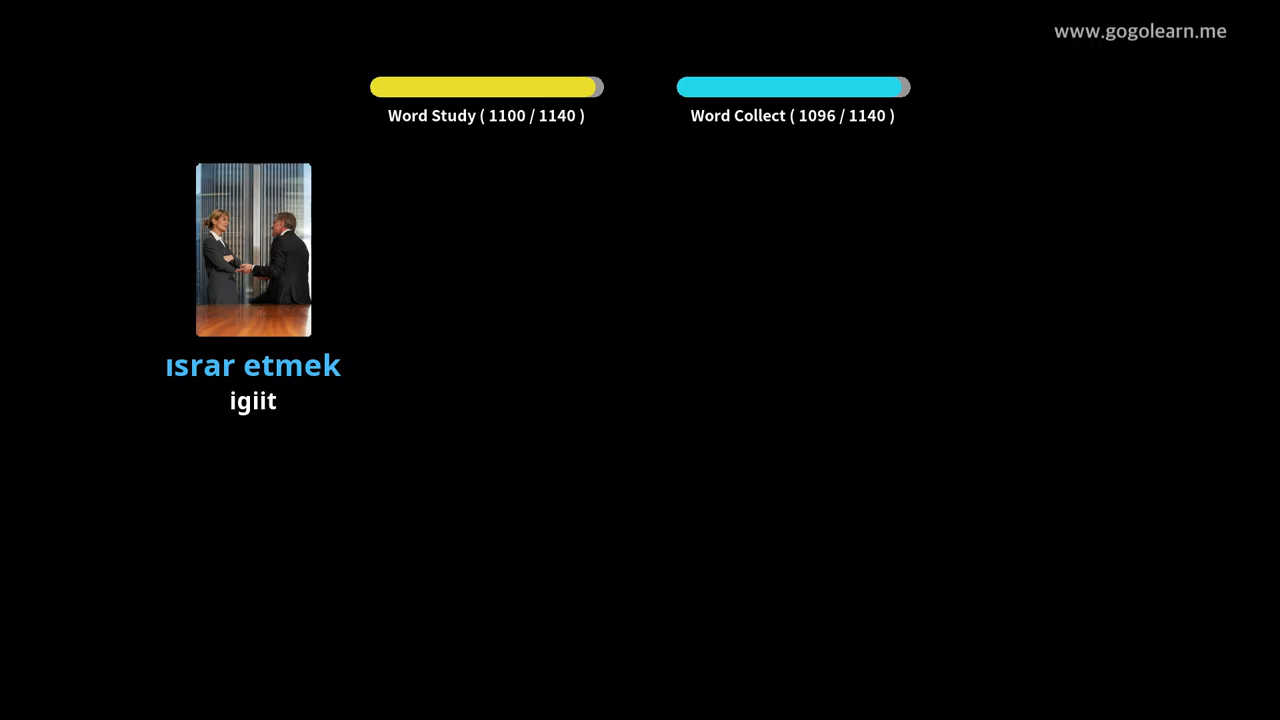 www.gogolearn.me
Word Study ( 1100 / 1140 )
Word Collect ( 1096 / 1140 )
ısrar etmek
igiit